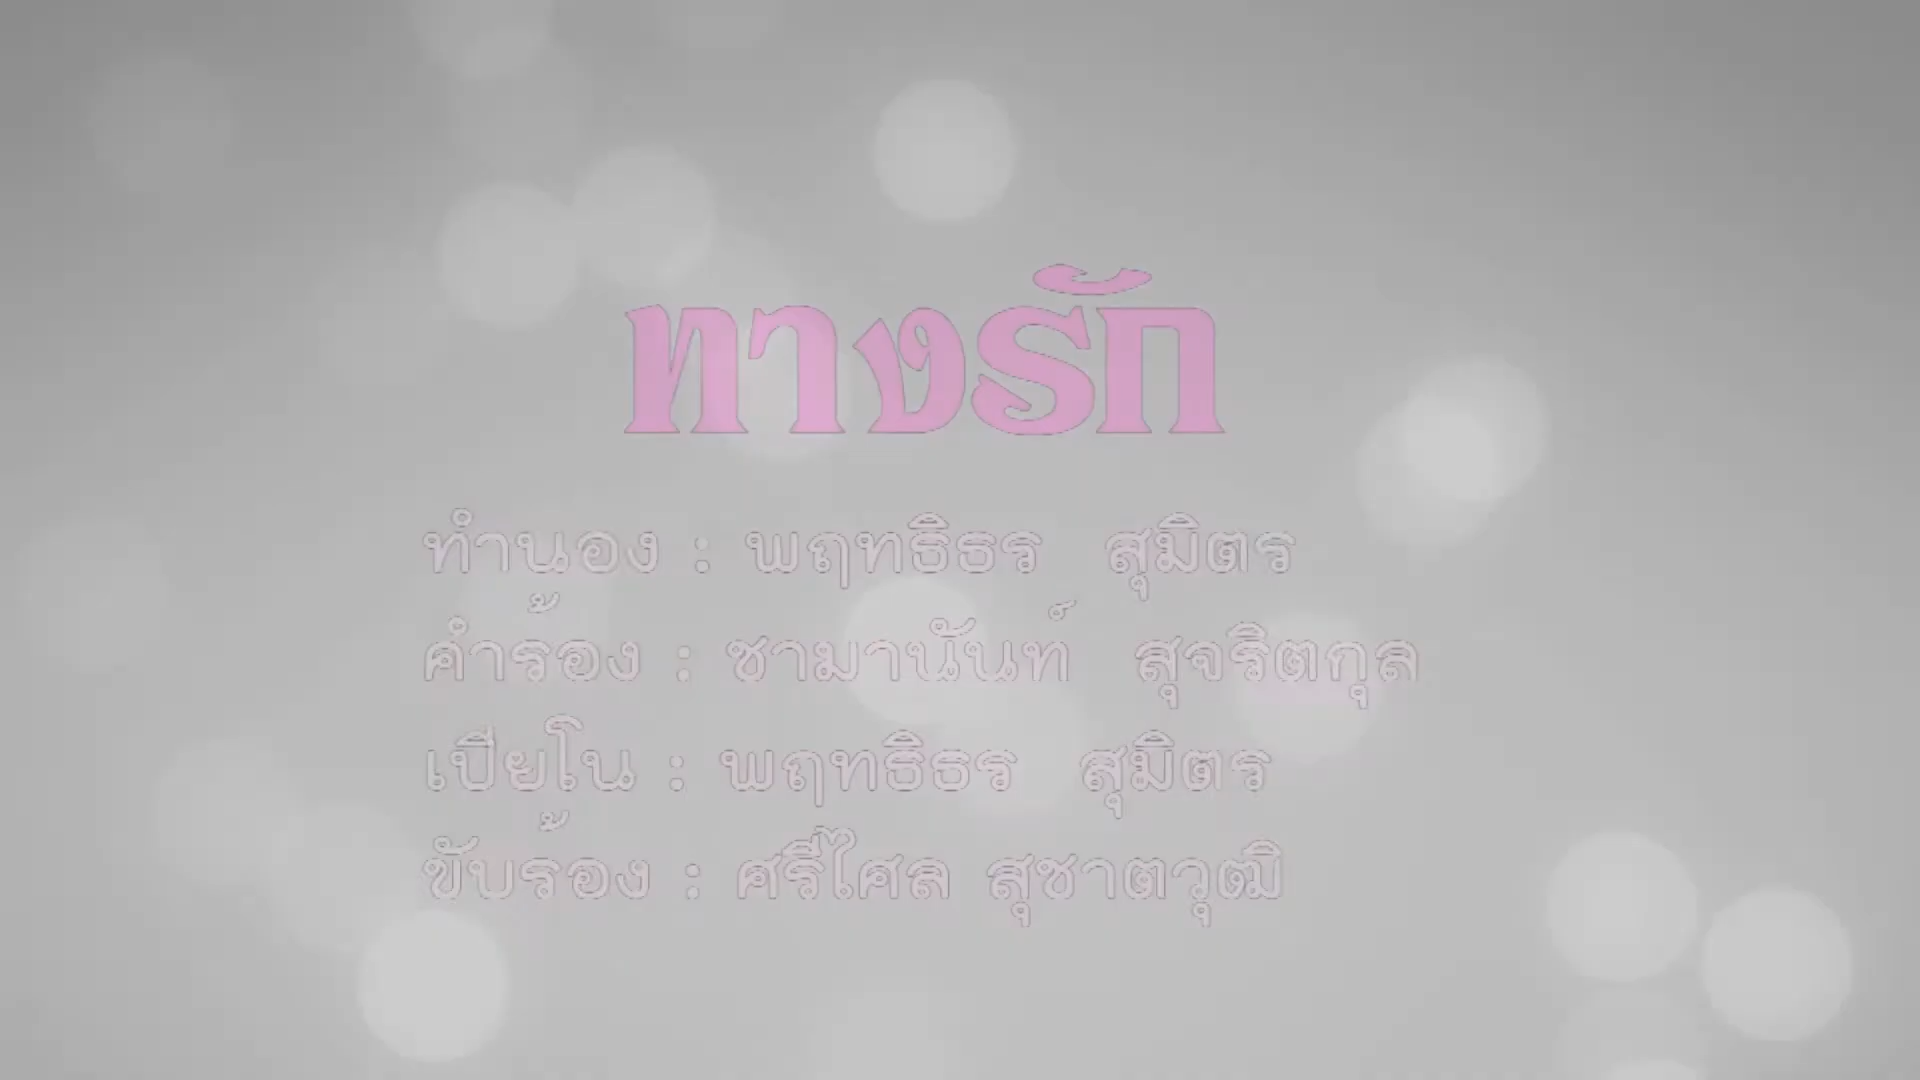 ทางรัก
ทำนอง : พฤทธิธร สุมิตร
คำร้อง : ชามานันท์ สุจริตกุล
เปียโน : พฤทธิธร สุมิตร
ขับร้อง : ศรีไศล สุชาตวุฒิ